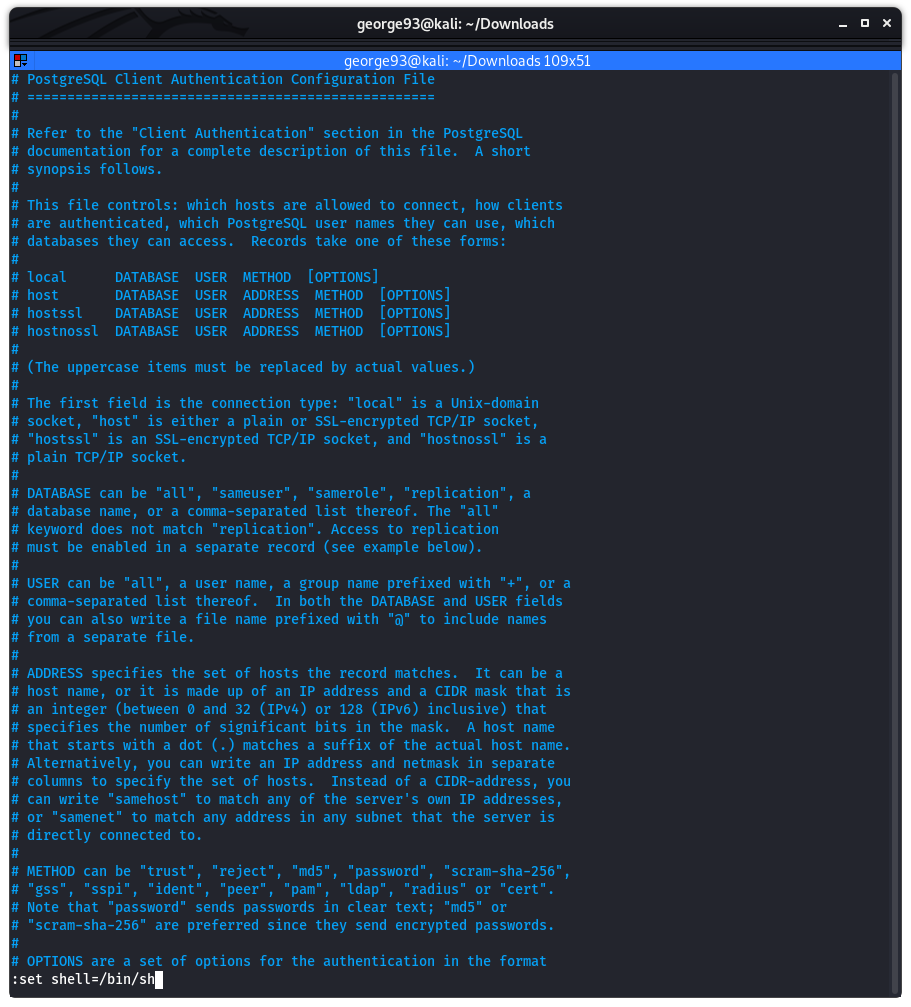 george93@kali: ~/Downloads
george93@kali: ~/Downloads 109x51
# PostgreSQL Client Authentication Configuration File
# ===================================================
#
# Refer to the "Client Authentication" section in the PostgreSQL
# documentation for a complete description of this file.  A short
# synopsis follows.
#
# This file controls: which hosts are allowed to connect, how clients
# are authenticated, which PostgreSQL user names they can use, which
# databases they can access.  Records take one of these forms:
#
# local      DATABASE  USER  METHOD  [OPTIONS]
# host       DATABASE  USER  ADDRESS  METHOD  [OPTIONS]
# hostssl    DATABASE  USER  ADDRESS  METHOD  [OPTIONS]
# hostnossl  DATABASE  USER  ADDRESS  METHOD  [OPTIONS]
#
# (The uppercase items must be replaced by actual values.)
#
# The first field is the connection type: "local" is a Unix-domain
# socket, "host" is either a plain or SSL-encrypted TCP/IP socket,
# "hostssl" is an SSL-encrypted TCP/IP socket, and "hostnossl" is a
# plain TCP/IP socket.
#
# DATABASE can be "all", "sameuser", "samerole", "replication", a
# database name, or a comma-separated list thereof. The "all"
# keyword does not match "replication". Access to replication
# must be enabled in a separate record (see example below).
#
# USER can be "all", a user name, a group name prefixed with "+", or a
# comma-separated list thereof.  In both the DATABASE and USER fields
# you can also write a file name prefixed with "@" to include names
# from a separate file.
#
# ADDRESS specifies the set of hosts the record matches.  It can be a
# host name, or it is made up of an IP address and a CIDR mask that is
# an integer (between 0 and 32 (IPv4) or 128 (IPv6) inclusive) that
# specifies the number of significant bits in the mask.  A host name
# that starts with a dot (.) matches a suffix of the actual host name.
# Alternatively, you can write an IP address and netmask in separate
# columns to specify the set of hosts.  Instead of a CIDR-address, you
# can write "samehost" to match any of the server's own IP addresses,
# or "samenet" to match any address in any subnet that the server is
# directly connected to.
#
# METHOD can be "trust", "reject", "md5", "password", "scram-sha-256",
# "gss", "sspi", "ident", "peer", "pam", "ldap", "radius" or "cert".
# Note that "password" sends passwords in clear text; "md5" or
# "scram-sha-256" are preferred since they send encrypted passwords.
#
# OPTIONS are a set of options for the authentication in the format
:set shell=/bin/sh